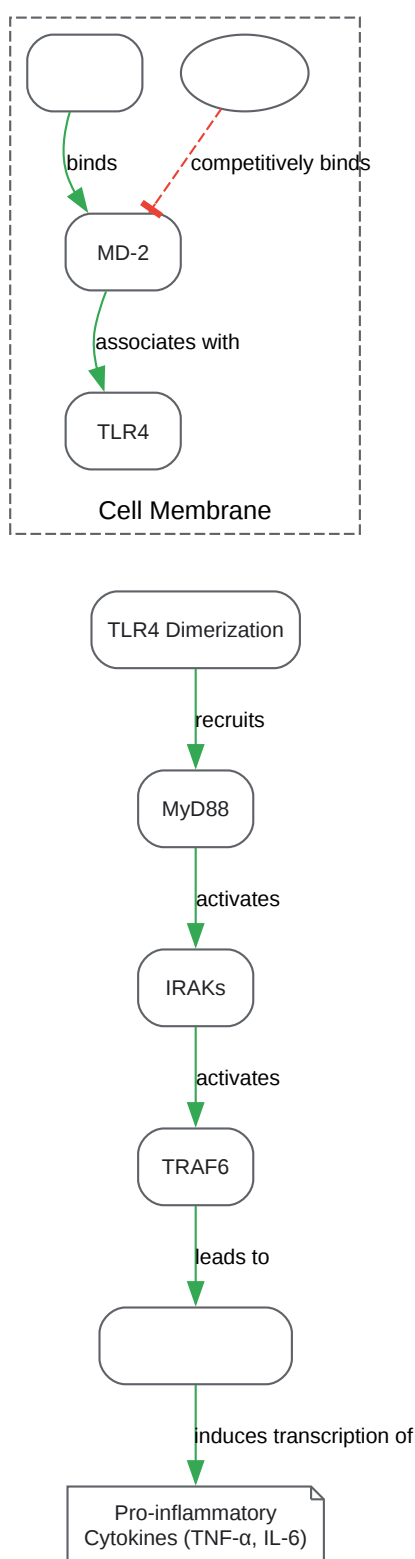 binds
competitively binds
MD-2
associates with
TLR4
Cell Membrane
TLR4 Dimerization
recruits
MyD88
activates
IRAKs
activates
TRAF6
leads to
induces transcription of
Pro-inflammatory
Cytokines (TNF-α, IL-6)